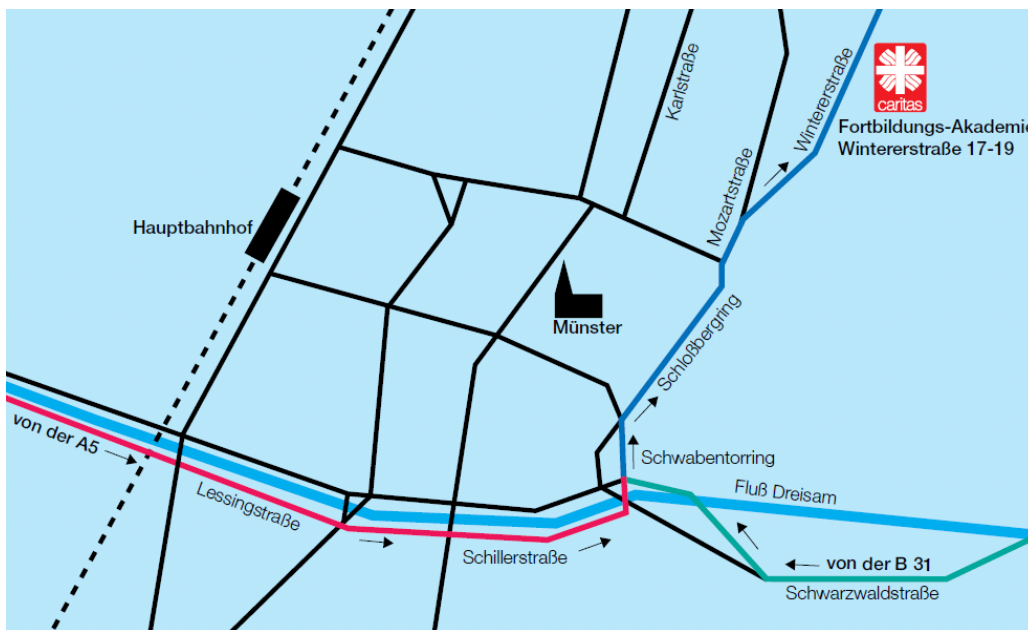 Karlstraße
Wintererstraße
caritas
Fortbildungs-Akademie
Wintererstraße 17-19
Mozartstraße
Hauptbahnhof
Münster
Schloßbergring
von der A5
Schwabentorring
Lessingstraße
Fluß Dreisam
Schillerstraße
von der B 31
Schwarzwaldstraße